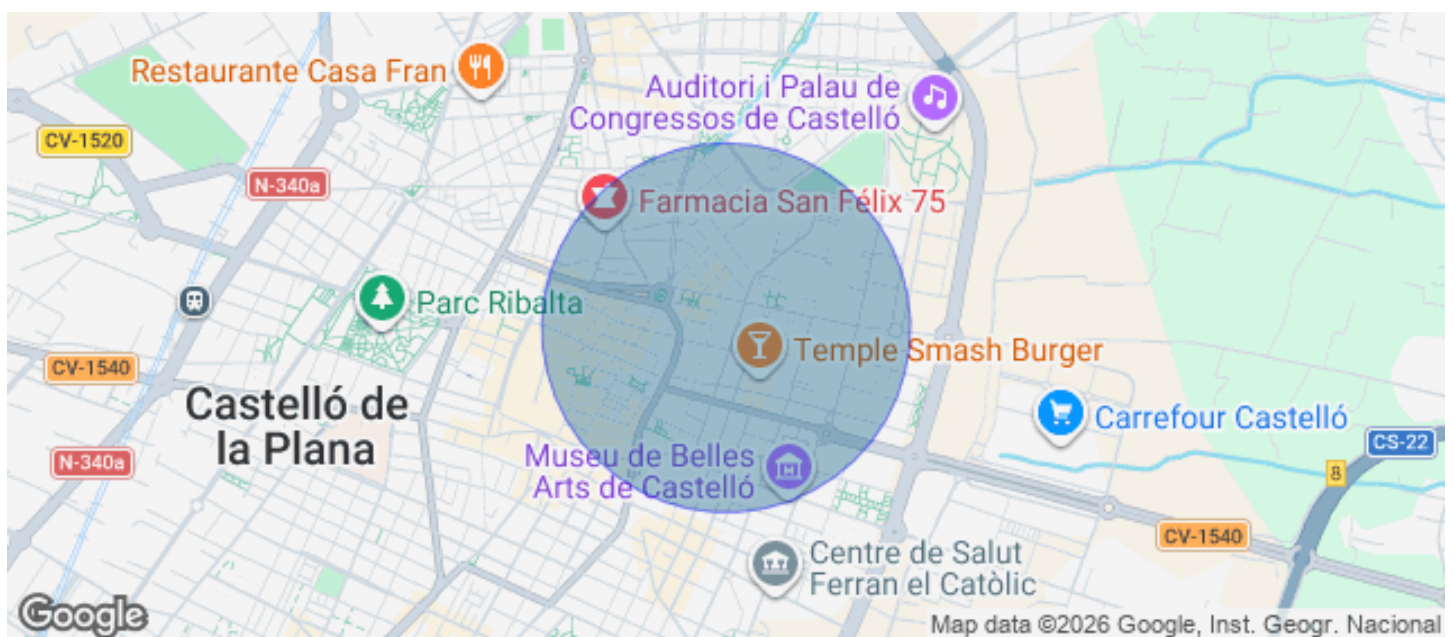 Restaurante Casa Fran
Auditori i Palau de
Congressos de Castelló
CV-1520
N-340a
Farmacia San Félix 75
Parc Ribalta
Temple Smash Burger
CV-1540
Castelló de
la Plana
Carrefour Castelló
CS-22
N-340a
8
Museu de Belles
Arts de Castelló
CV-1540
Centre de Salut
Ferran el Catòlic
Google
Map data ©2026 Google, Inst. Geogr. Nacional